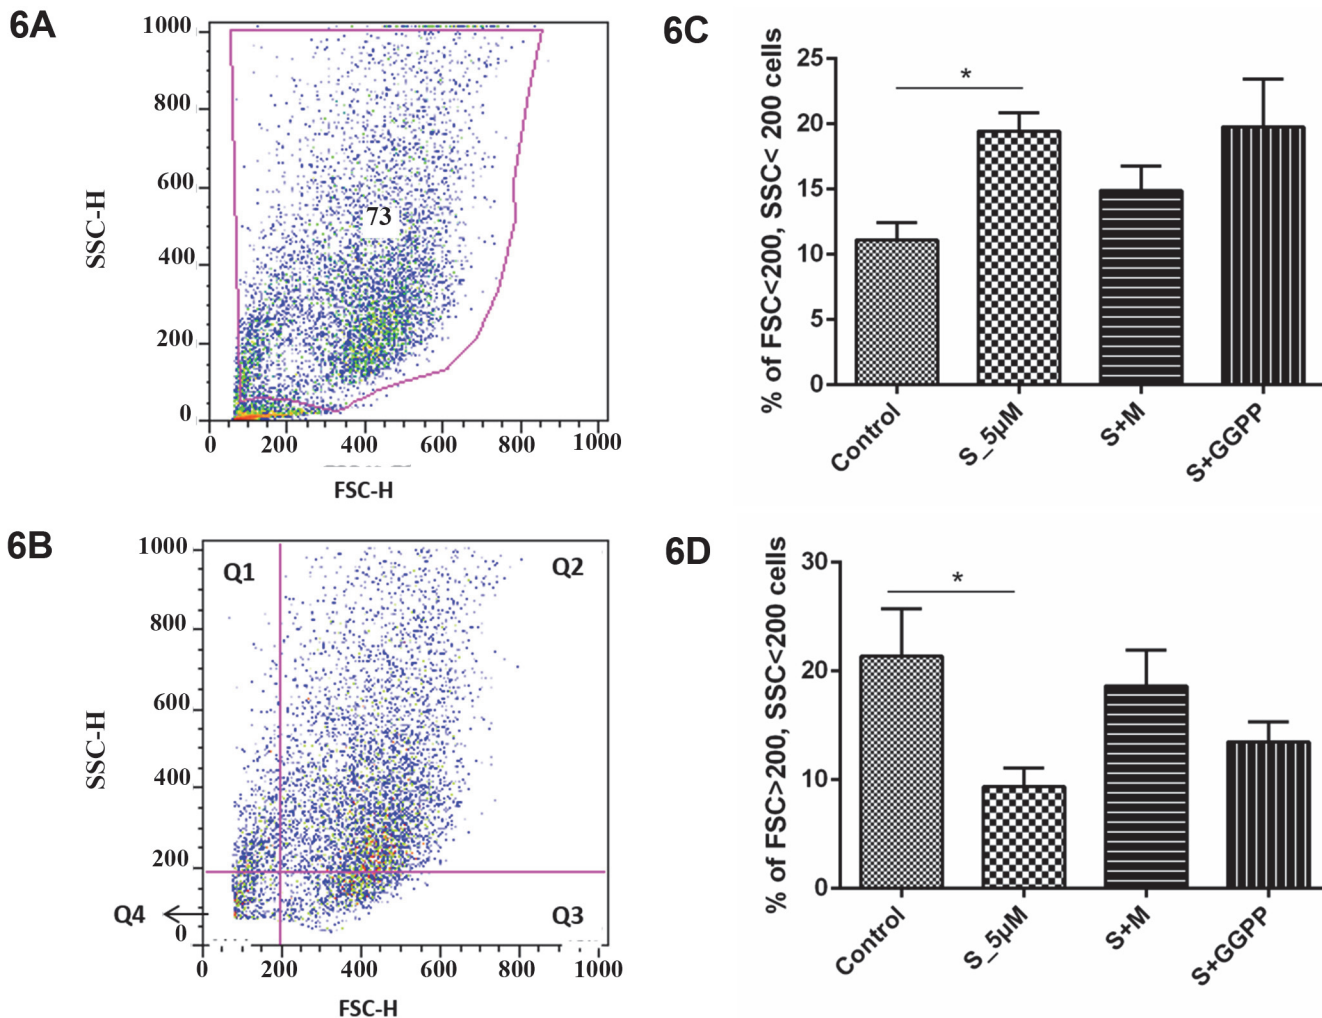 6A
1000
800
600
400
200
0
SSC-H
73
0 200 400 600 800 1000
FSC-H
6B
1000
800
600
400
200
0
SSC-H
Q1
Q2
Q3
Q4
0 200 400 600 800 1000
FSC-H
6C
% of FSC<200, SSC< 200 cells
25
20
15
10
5
0
*
Control
S_5μM
S+M
S+GGPP
6D
% of FSC>200, SSC<200 cells
30
20
10
0
*
Control
S_5μM
S+M
S+GGPP